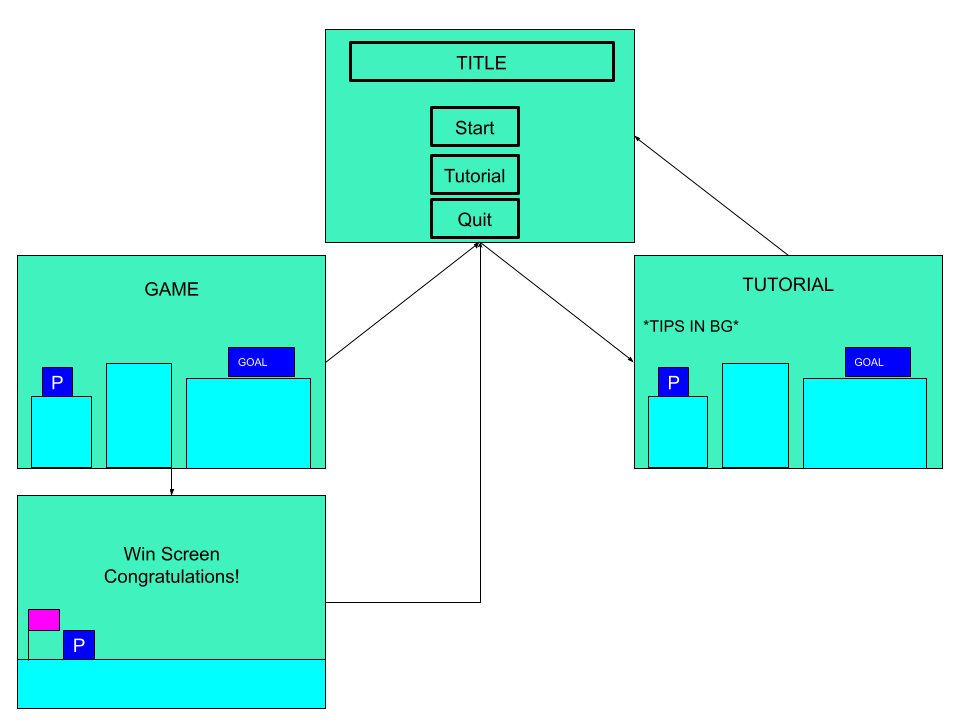 TITLE
Start
Tutorial
Quit
GAME
GOAL
P
TUTORIAL
*TIPS IN BG*
GOAL
P
Win Screen
Congratulations!
P